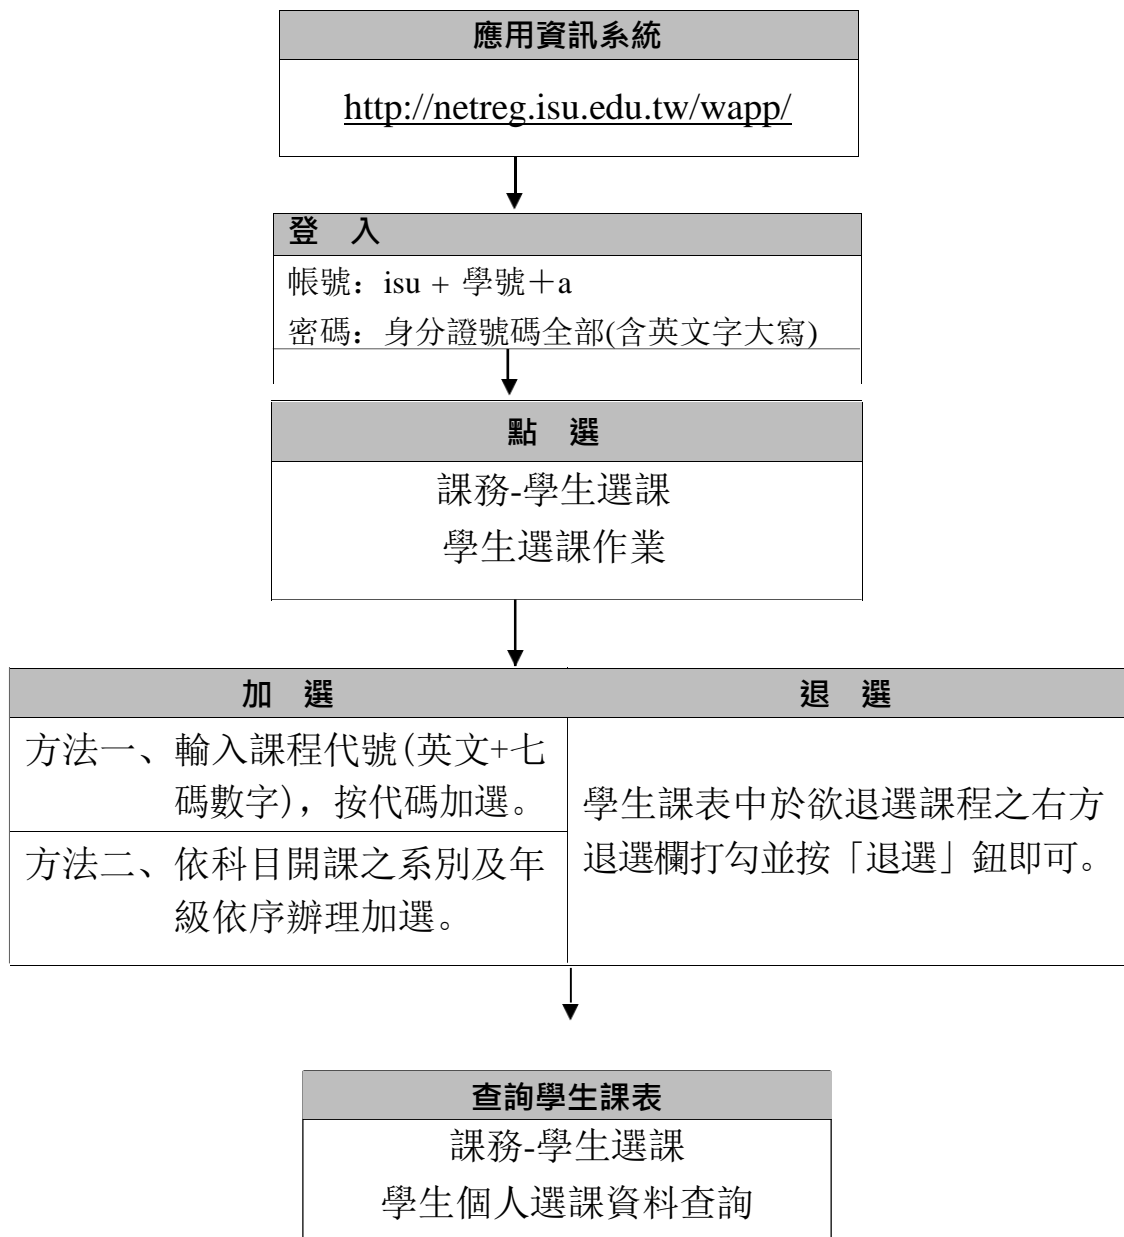 應用資訊系統
http://netreg.isu.edu.tw/wapp/
登 入
帳號：isu + 學號＋a
密碼：身分證號碼全部(含英文字大寫)
點 選
課務-學生選課
學生選課作業
加 選
方法一、輸入課程代號(英文+七
碼數字)，按代碼加選。
方法二、依科目開課之系別及年
級依序辦理加選。
退 選
學生課表中於欲退選課程之右方
退選欄打勾並按「退選」鈕即可。
查詢學生課表
課務-學生選課
學生個人選課資料查詢